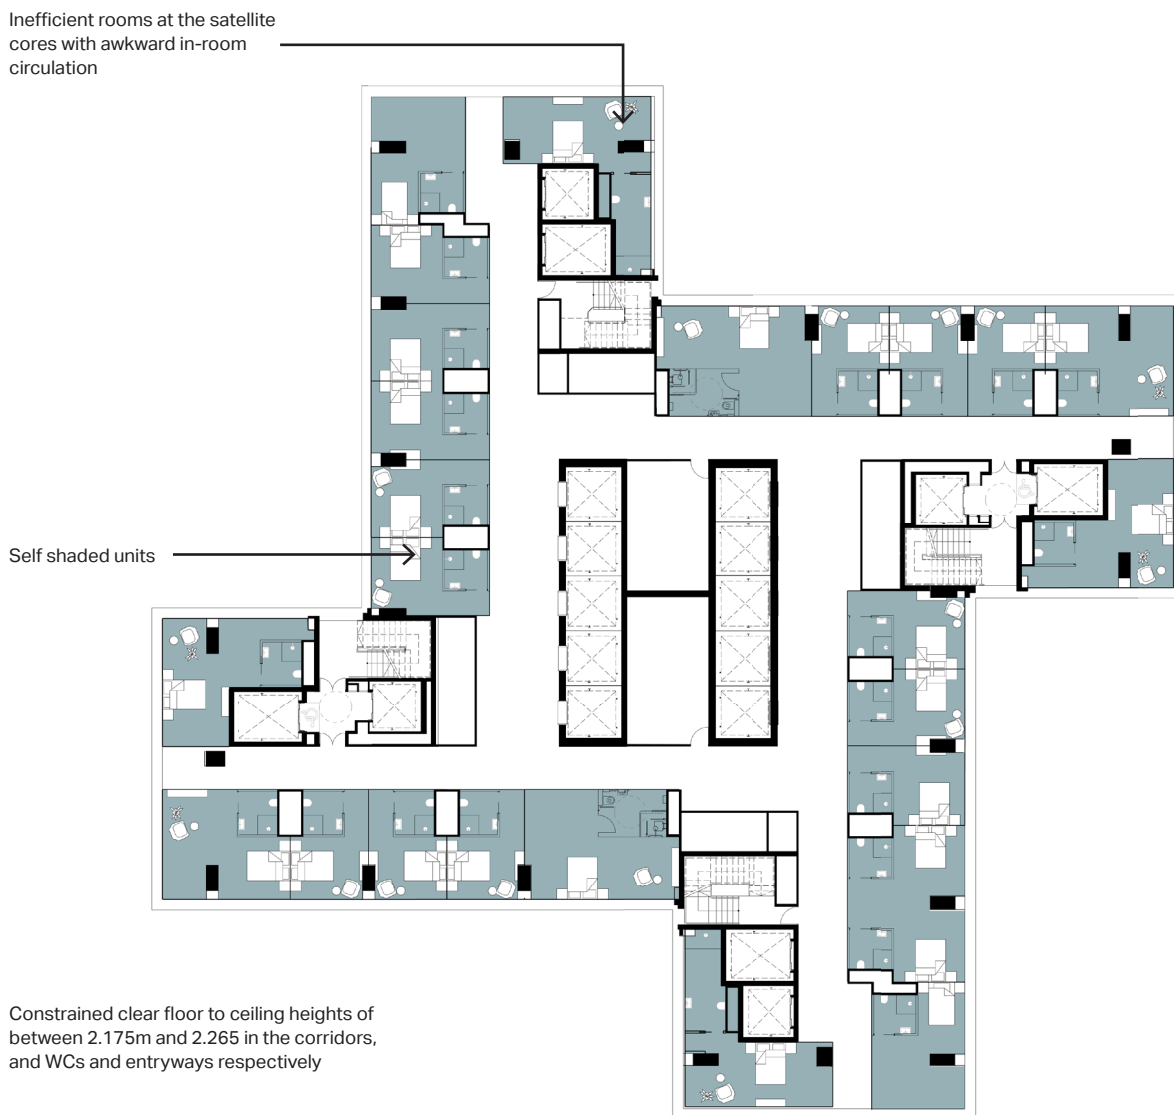 Inefficient rooms at the satellite
cores with awkward in-room
circulation
Self shaded units
Constrained clear floor to ceiling heights of
between 2.175m and 2.265 in the corridors,
and WCs and entryways respectively